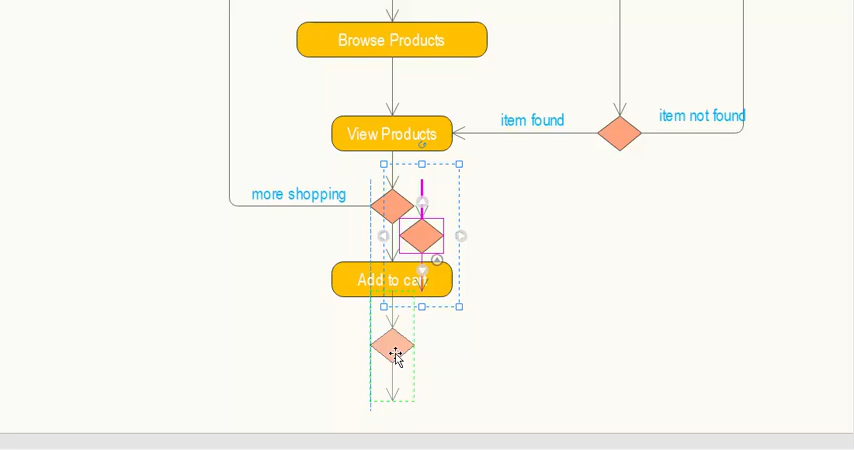 Browse Products
item not found
item found
View Products
more shopping
Add to cart